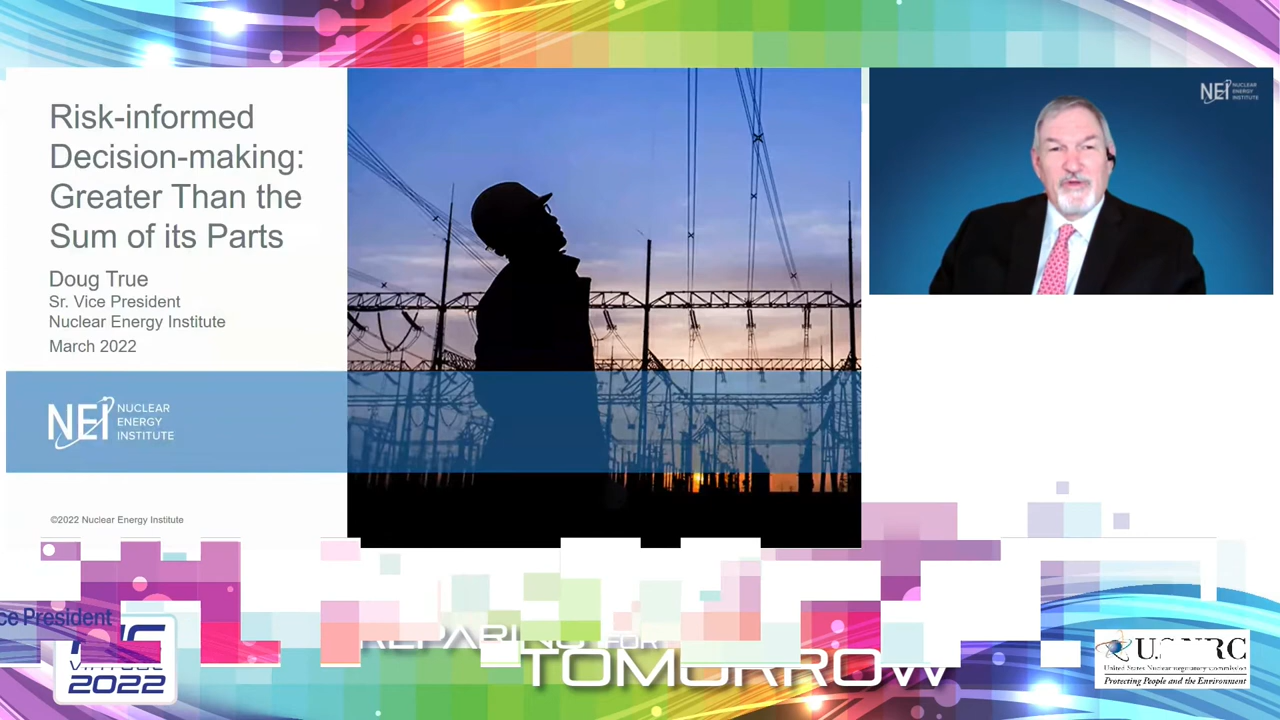 Risk-informed
Decision-making:
Greater Than the
Sum of its Parts
Doug True
Sr. Vice President
Nuclear Energy Institute
March 2022
NEI NUCLEAR
ENERGY
INSTITUTE
©2022 Nuclear Energy Institute
NEI NUCLEAR
ENERGY
INSTITUTE
ce President
VIRTUAL
2022
FOR
TOMORROW
U.S. NRC
United States Nuclear Regulatory Commission
Protecting People and the Environment